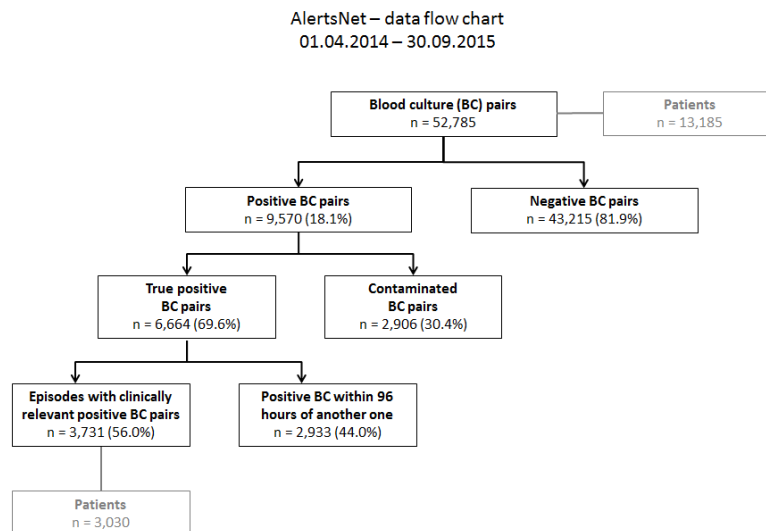 AlertsNet – data flow chart
01.04.2014 – 30.09.2015
Blood culture (BC) pairs
n = 52,785
Patients
n = 13,185
Positive BC pairs
n = 9,570 (18.1%)
Negative BC pairs
n = 43,215 (81.9%)
True positive
BC pairs
n = 6,664 (69.6%)
Contaminated
BC pairs
n = 2,906 (30.4%)
Episodes with clinically
relevant positive BC pairs
n = 3,731 (56.0%)
Positive BC within 96
hours of another one
n = 2,933 (44.0%)
Patients
n = 3,030